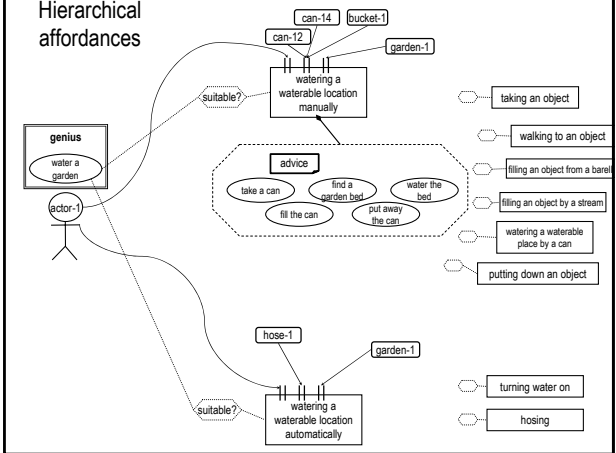 Hierarchical
affordances
can-14
bucket-1
can-12
garden-1
watering a
waterable location
manually
suitable?
genius
water a
garden
actor-1
advice
take a can
find a
garden bed
water the
bed
fill the can
put away
the can
taking an object
walking to an object
filling an object from a barell
filling an object by a stream
watering a waterable
place by a can
putting down an object
hose-1
garden-1
suitable?
watering a
waterable location
automatically
turning water on
hosing